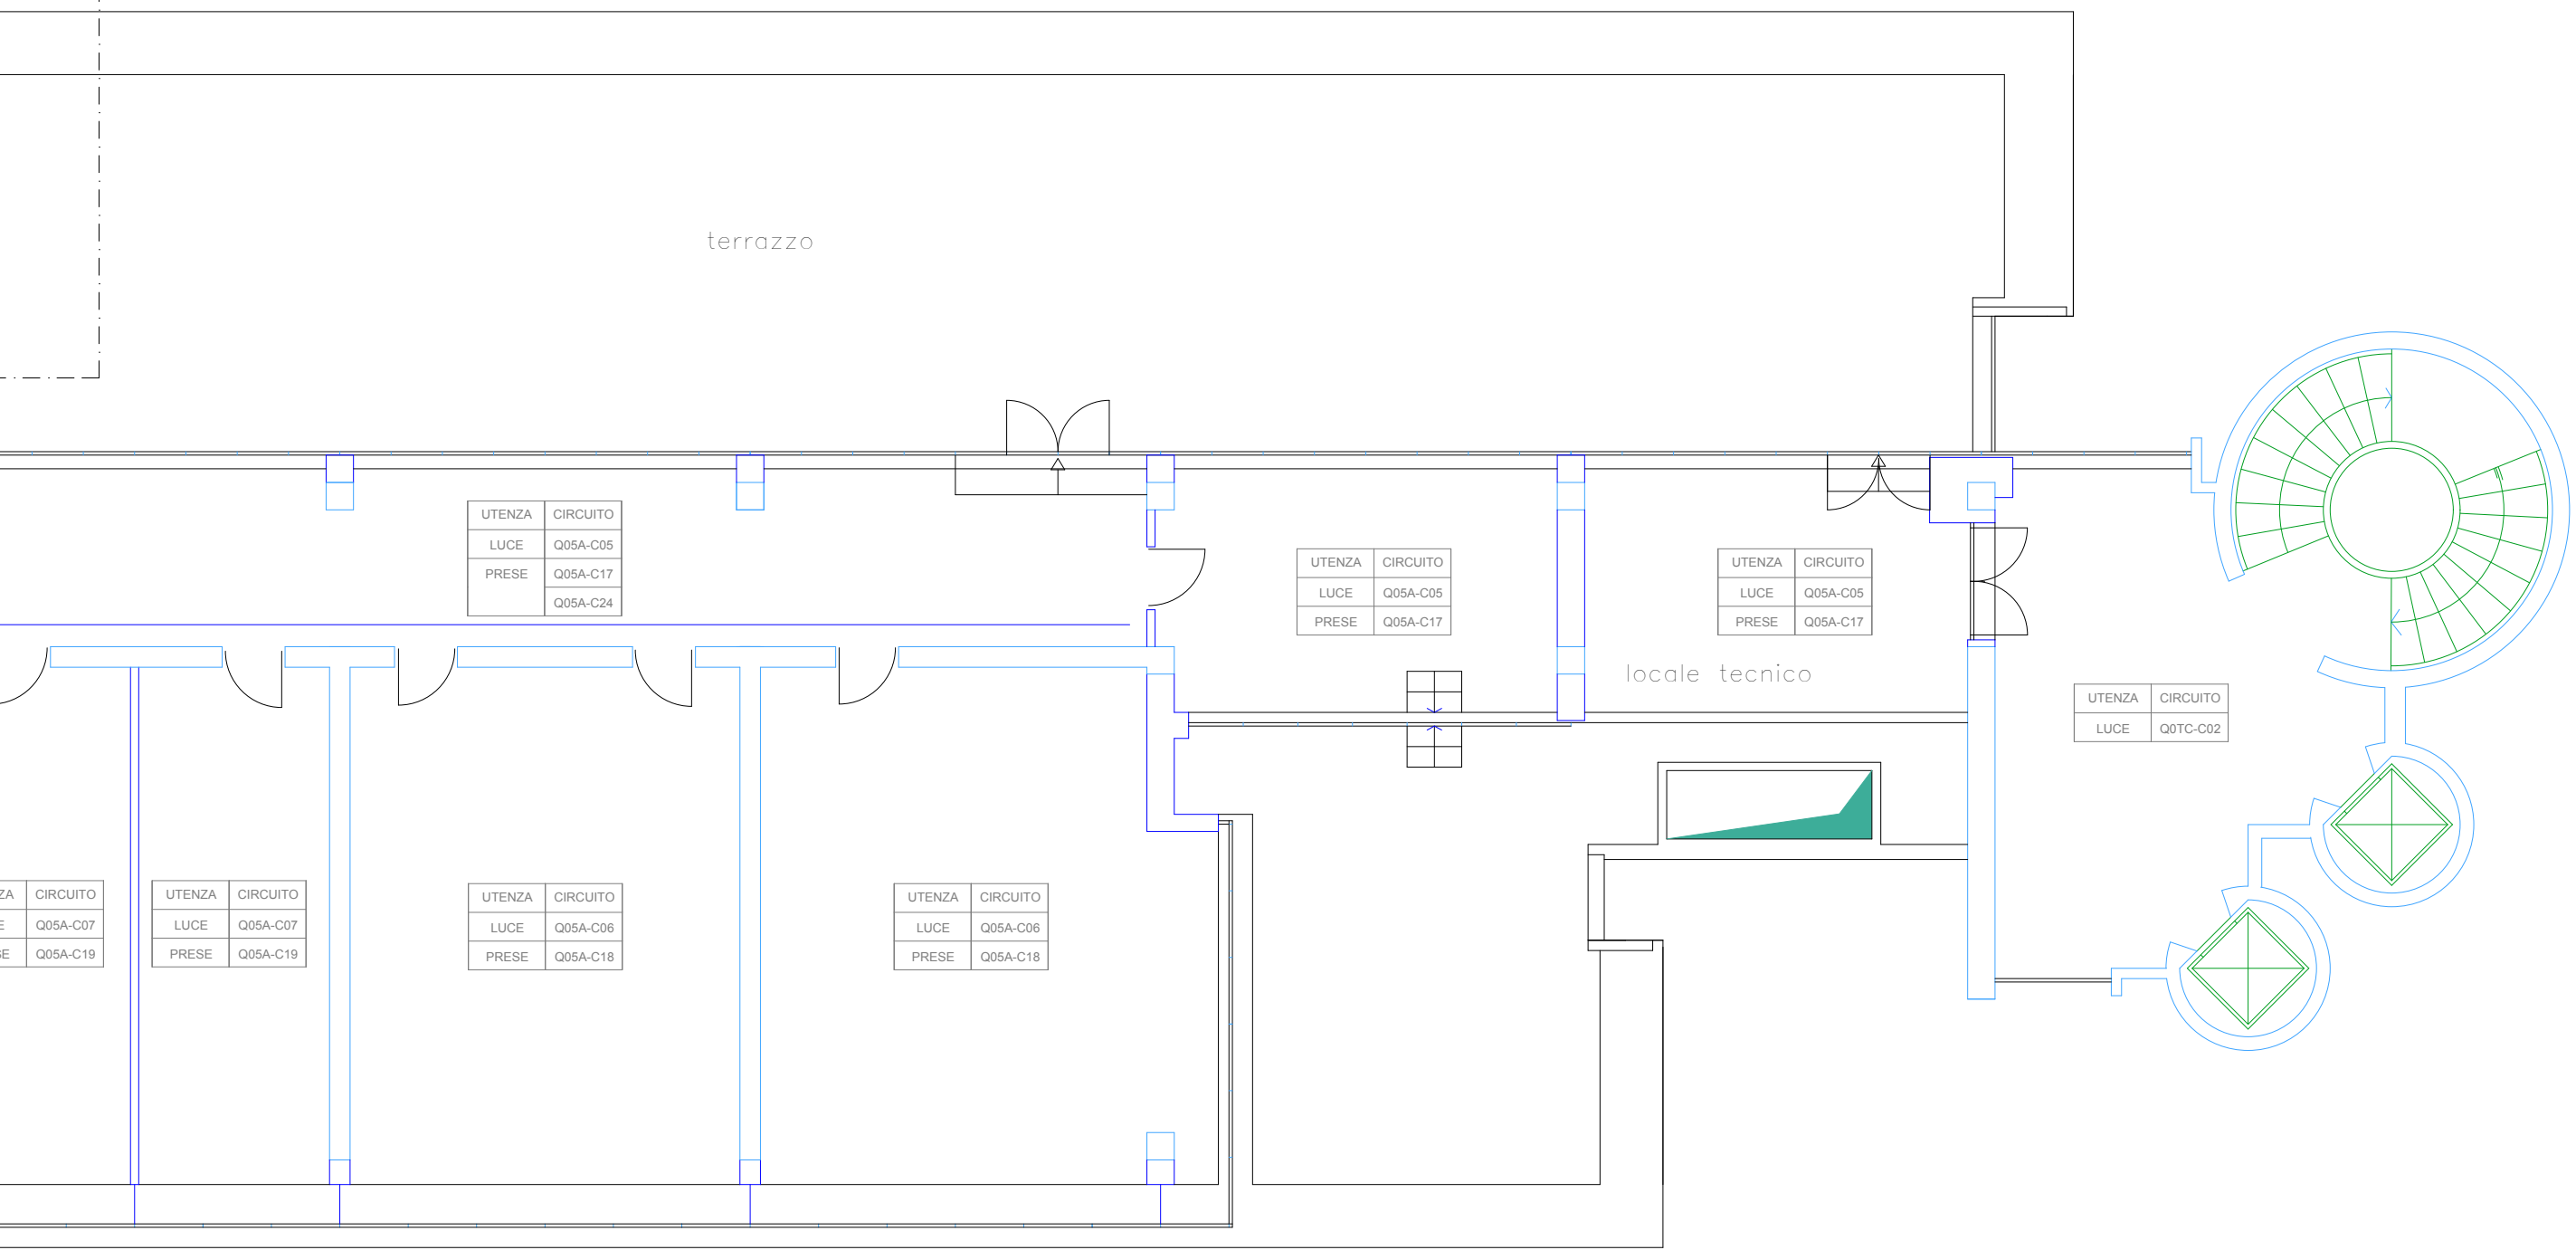 terrazzo
UTENZA CIRCUITO
LUCE Q05A-C05
PRESE Q05A-C17
Q05A-C24
UTENZA CIRCUITO
LUCE Q05A-C05
PRESE Q05A-C17
UTENZA CIRCUITO
LUCE Q05A-C05
PRESE Q05A-C17
locale tecnico
UTENZA CIRCUITO
LUCE Q0TC-C02
ZA CIRCUITO
E Q05A-C07
SE Q05A-C19
UTENZA CIRCUITO
LUCE Q05A-C07
PRESE Q05A-C19
UTENZA CIRCUITO
LUCE Q05A-C06
PRESE Q05A-C18
UTENZA CIRCUITO
LUCE Q05A-C06
PRESE Q05A-C18